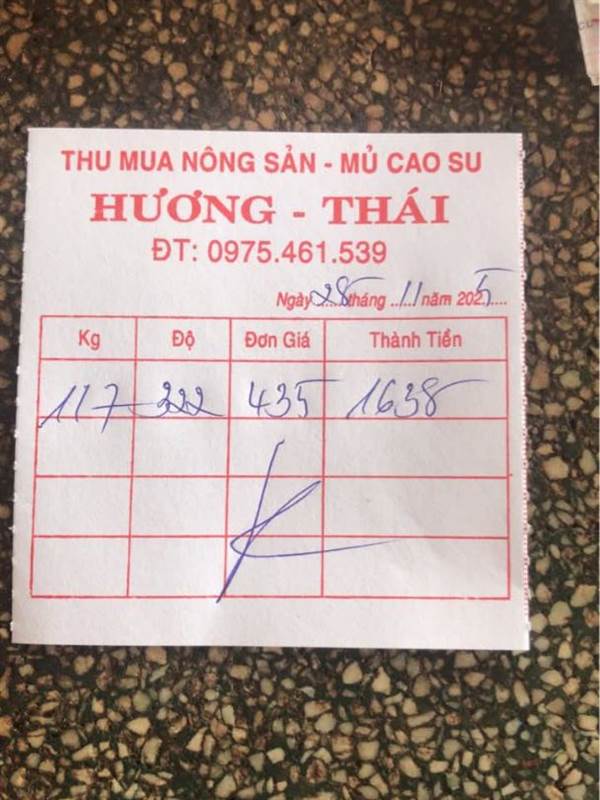 THU MUA NÔNG SẢN - MỦ CAO SU
HƯƠNG - THÁI
ĐT: 0975.461.539
Ngày 28 tháng 11 năm 2025
Kg Độ Đơn Giá Thành Tiền
117 322 435 1638